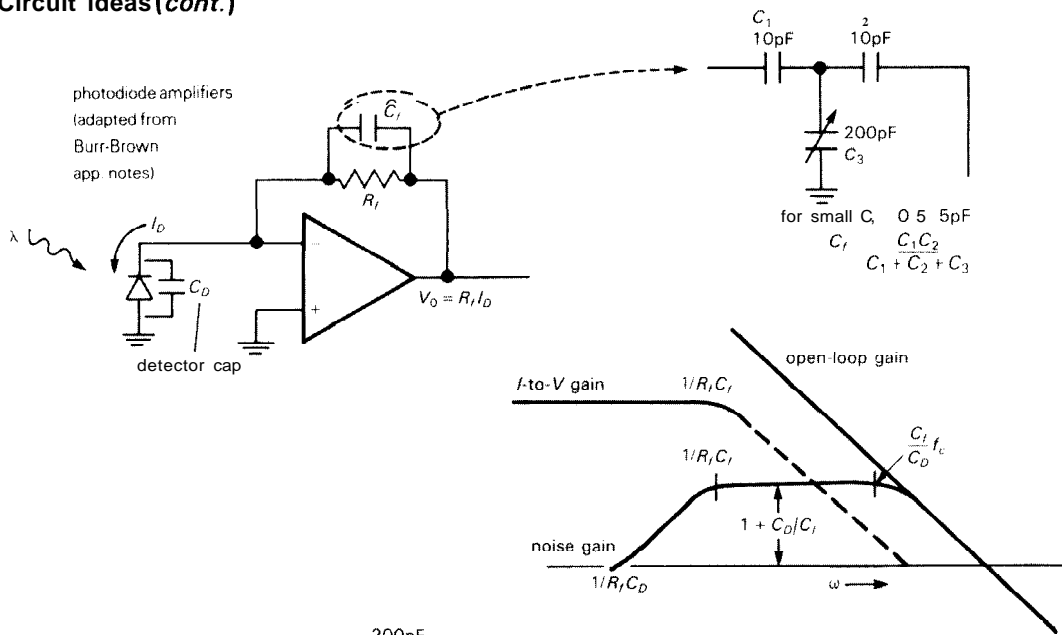 Circuit Ideas (cont.)
photodiode amplifiers
(adapted from
Burr-Brown
app. notes)
λ
I_D
C_D
detector cap
C_f
R_f
−
+
V_0 = R_f I_D
C_1
10pF
2
10pF
200pF
C_3
for small C, 0 5 5pF
C_f C_1C_2
C_1 + C_2 + C_3
open-loop gain
I-to-V gain
1/R_fC_f
1/R_fC_f
C_f
C_D f_c
1 + C_D/C_f
noise gain
1/R_fC_D
ω